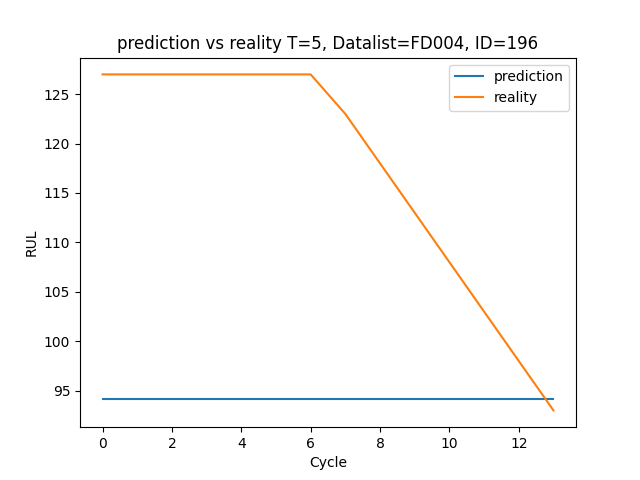 prediction vs reality T=5, Datalist=FD004, ID=196
prediction
reality
125
120
115
110
105
100
95
RUL
0 2 4 6 8 10 12
Cycle